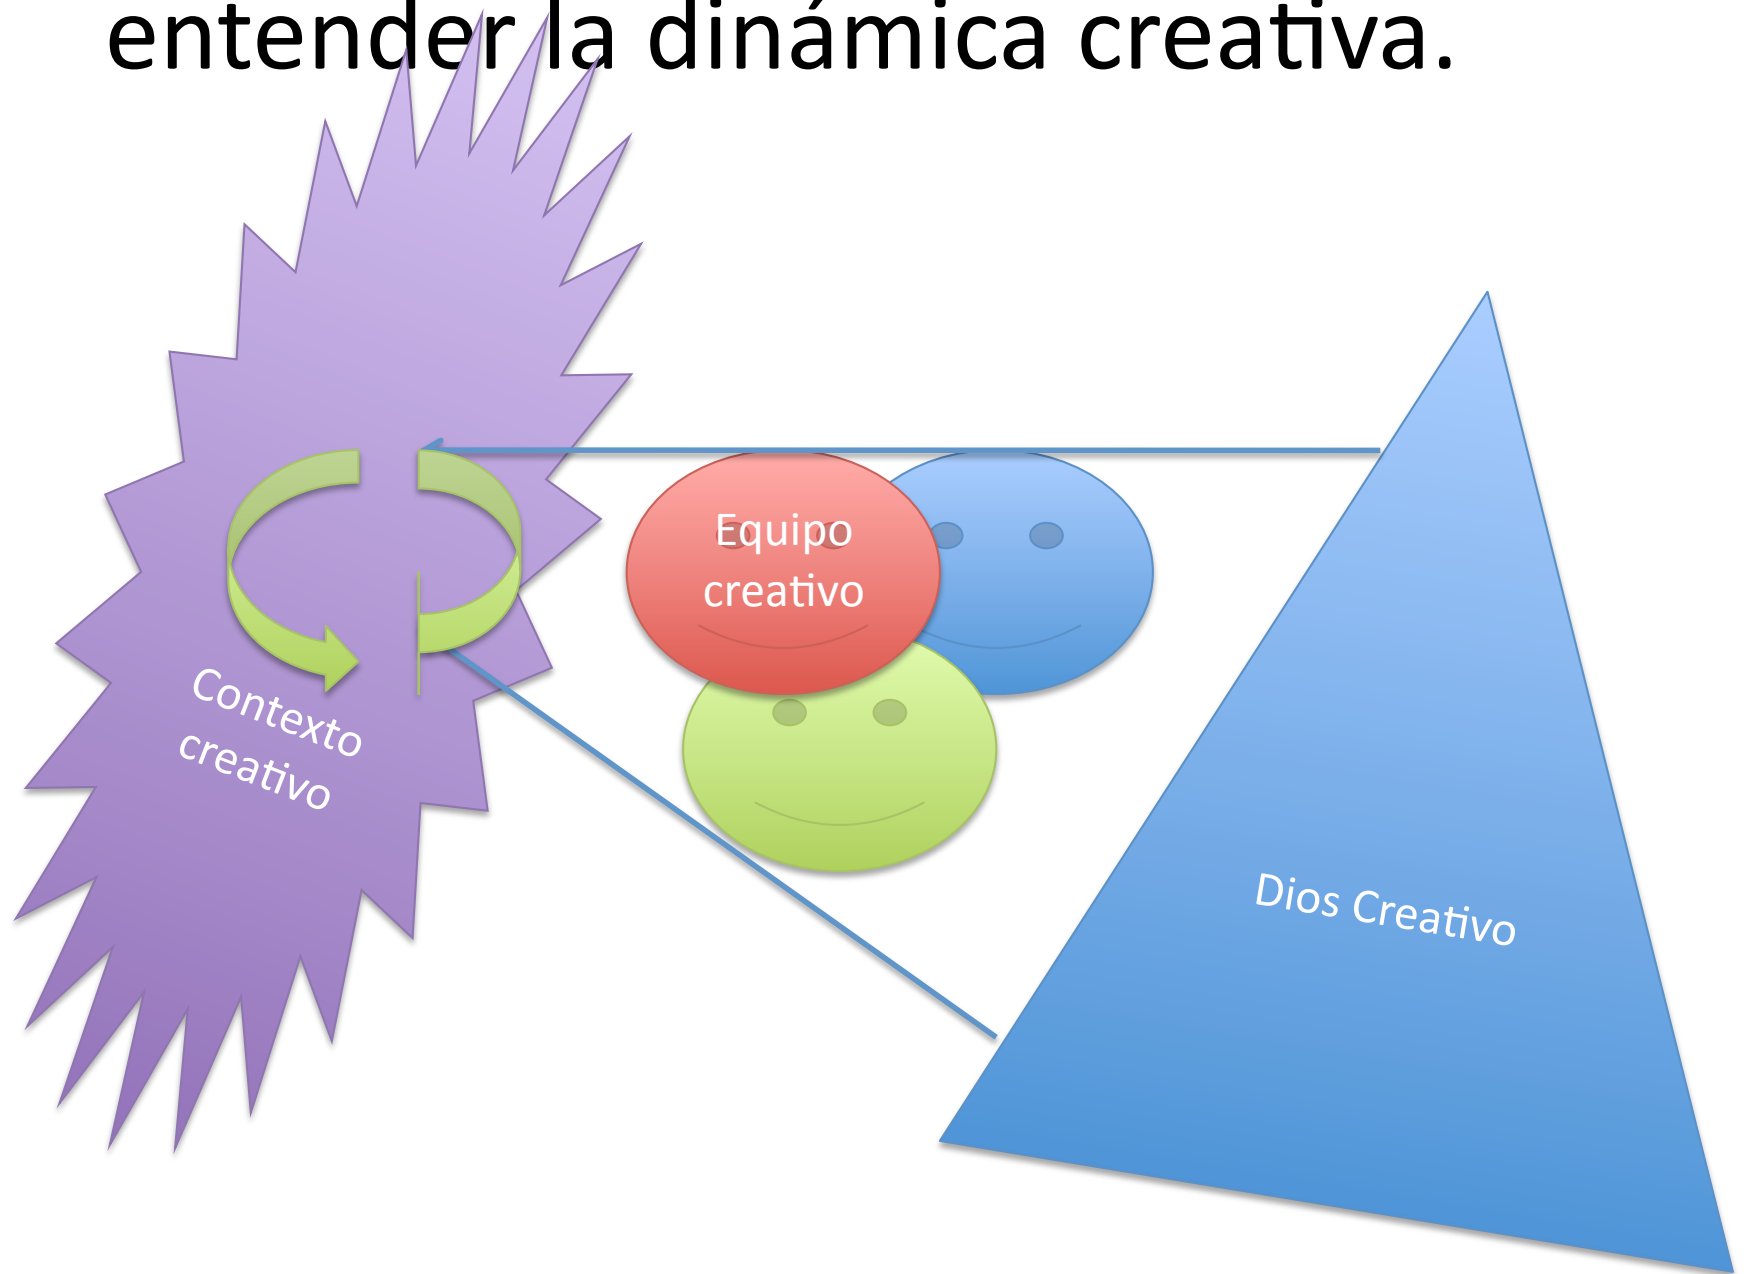 entender la dinámica creativa.
Equipo
creativo
Contexto
creativo
Dios Creativo